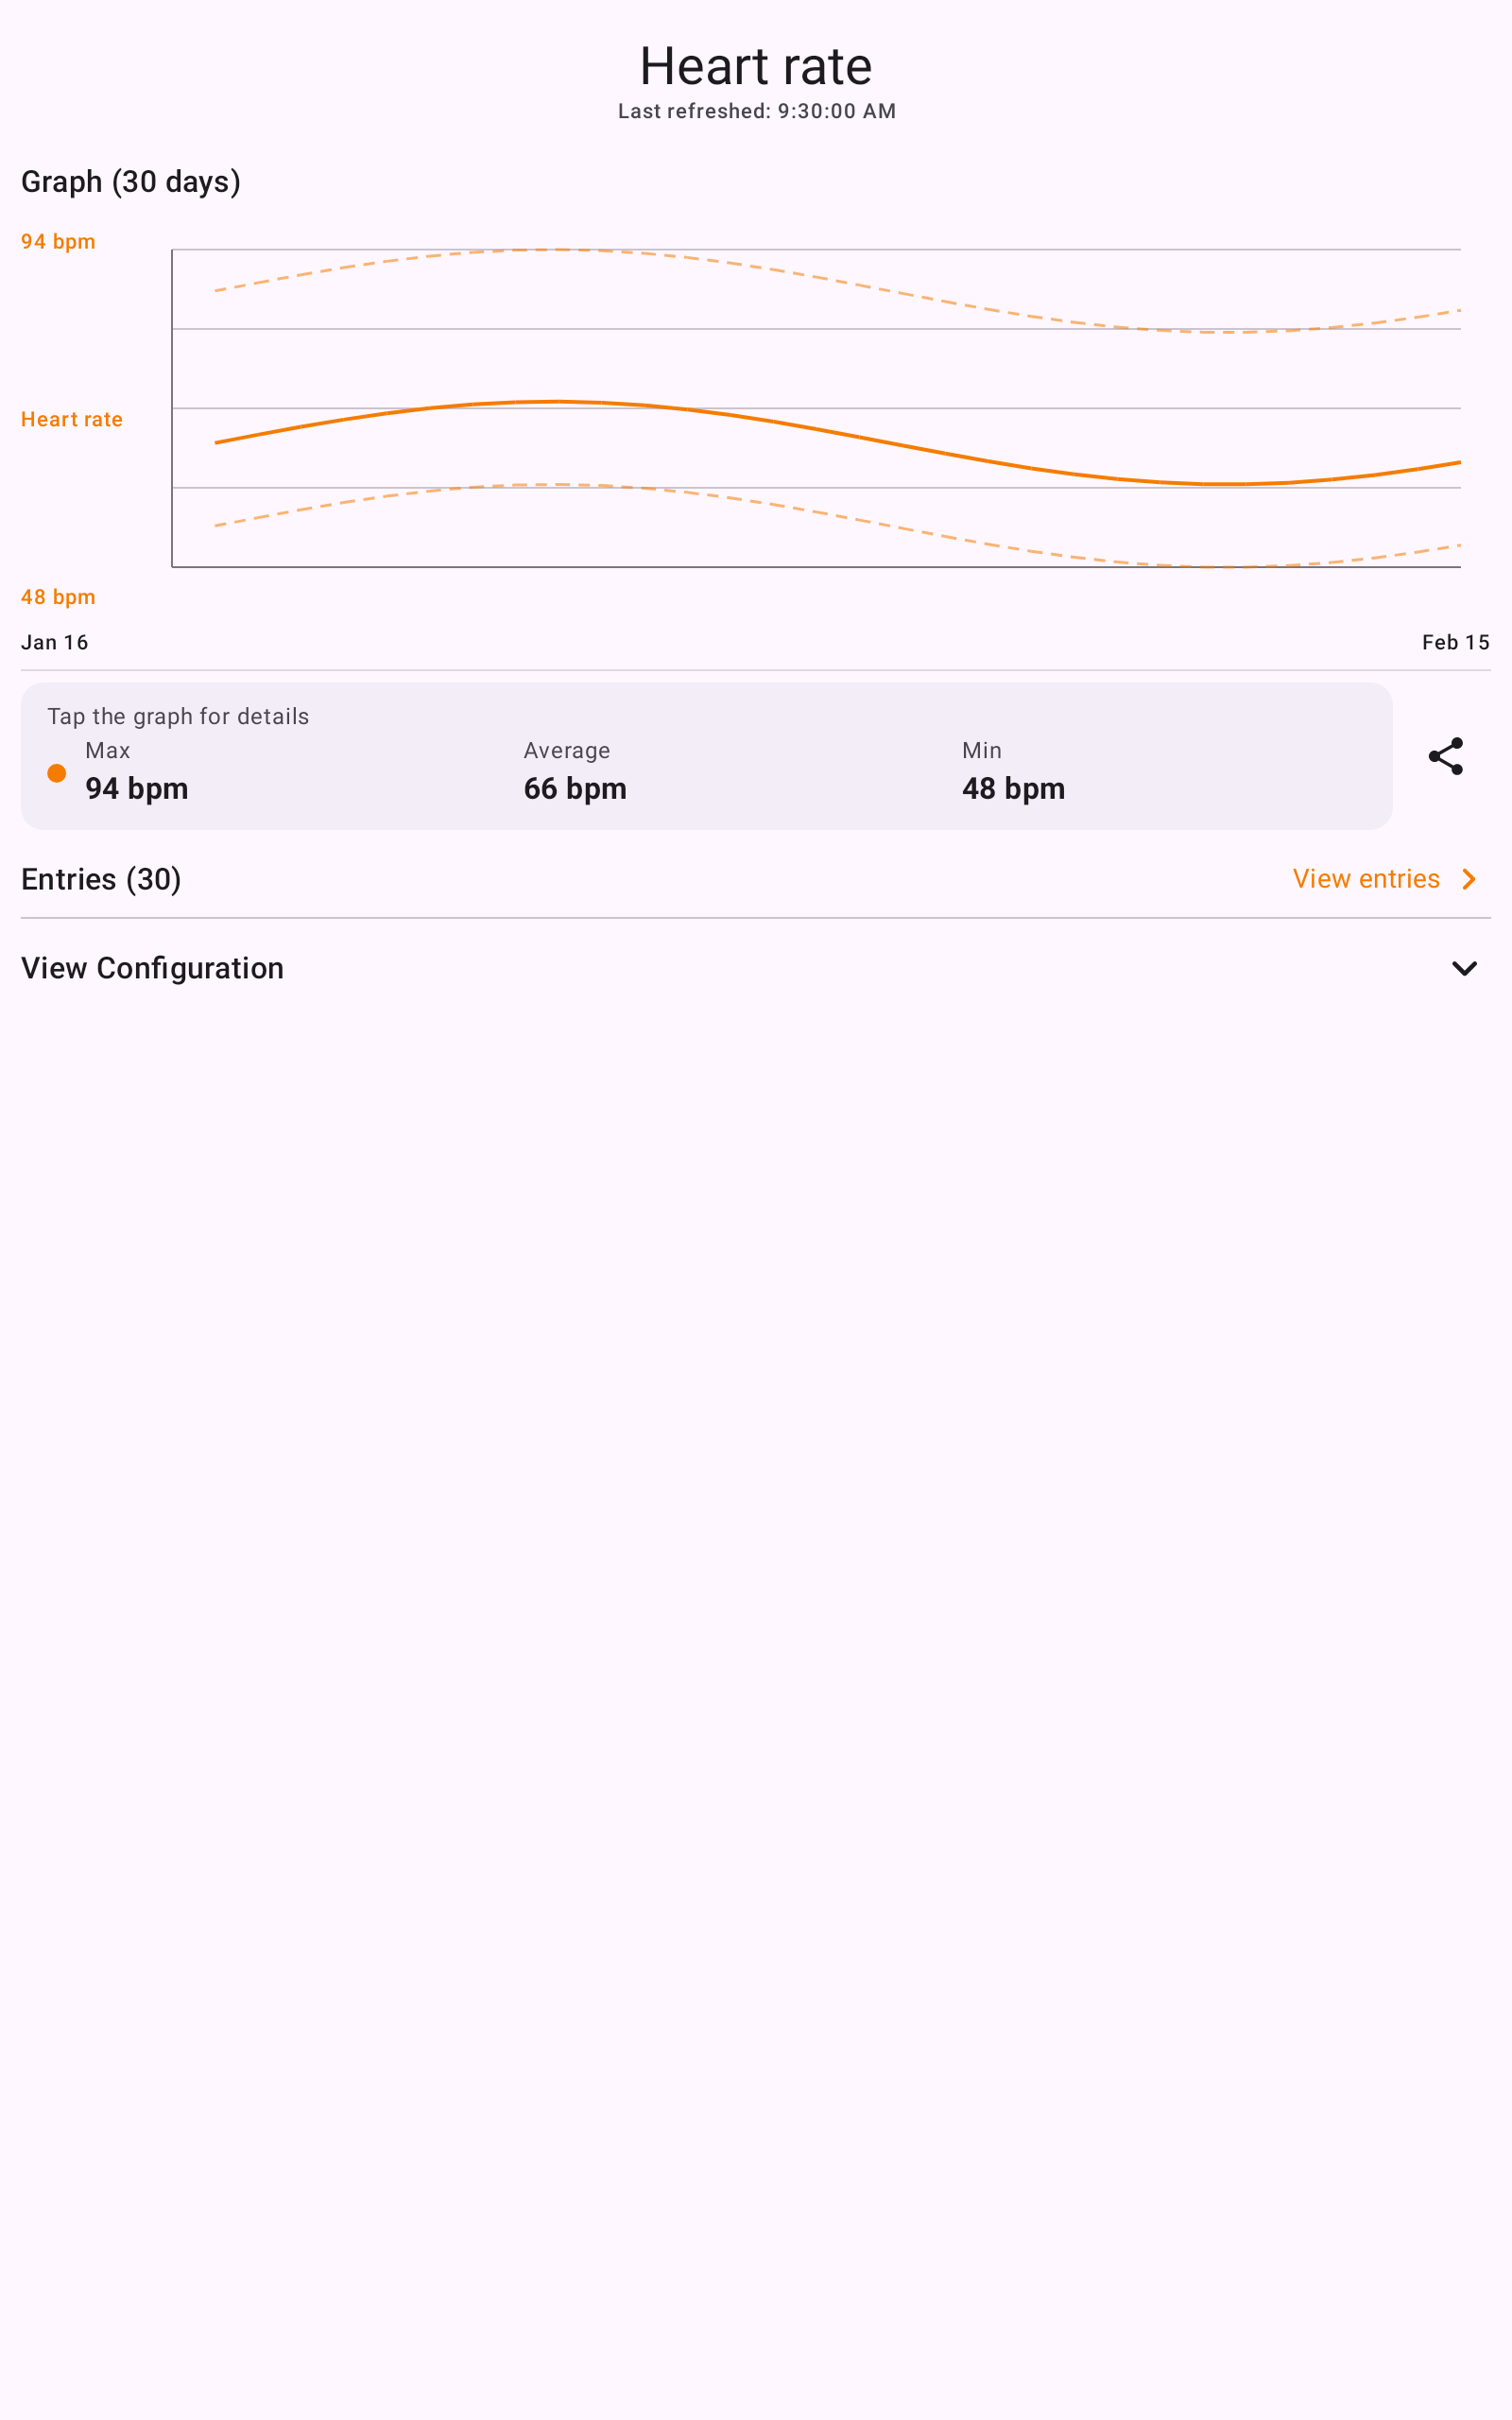 Heart rate
Last refreshed: 9:30:00 AM
Graph (30 days)
94 bpm
Heart rate
48 bpm
Jan 16 Feb 15
Tap the graph for details
Max Average Min
94 bpm 66 bpm 48 bpm
Entries (30) View entries
View Configuration